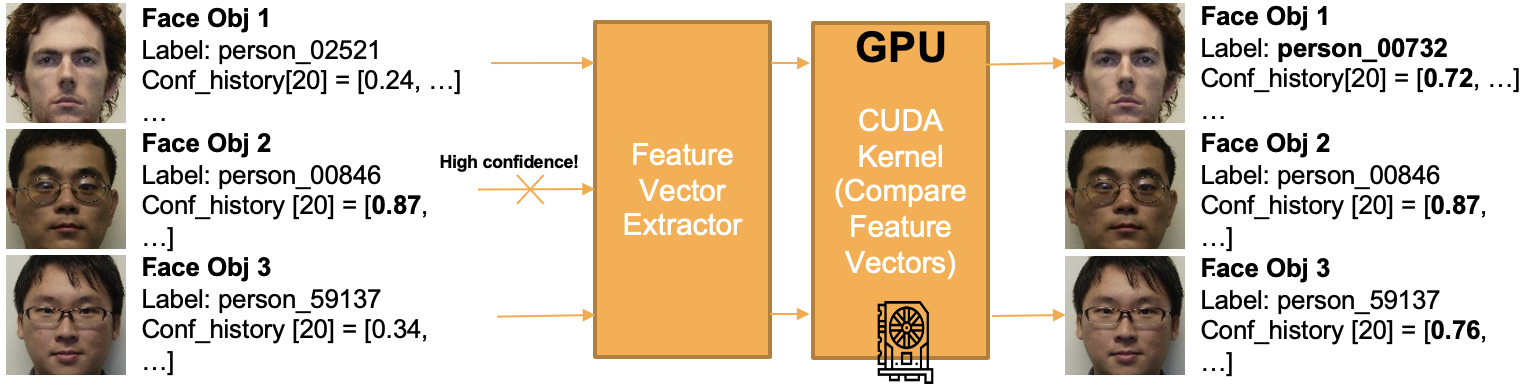 Face Obj 1
Label: person_02521
Conf_history[20] = [0.24, …]
…
Face Obj 2
Label: person_00846
Conf_history [20] = [0.87,
…]
Face Obj 3
Label: person_59137
Conf_history [20] = [0.34,
…]
High confidence!
Feature
Vector
Extractor
GPU
CUDA
Kernel
(Compare
Feature
Vectors)
Face Obj 1
Label: person_00732
Conf_history[20] = [0.72, …]
…
Face Obj 2
Label: person_00846
Conf_history [20] = [0.87,
…]
Face Obj 3
Label: person_59137
Conf_history [20] = [0.76,
…]